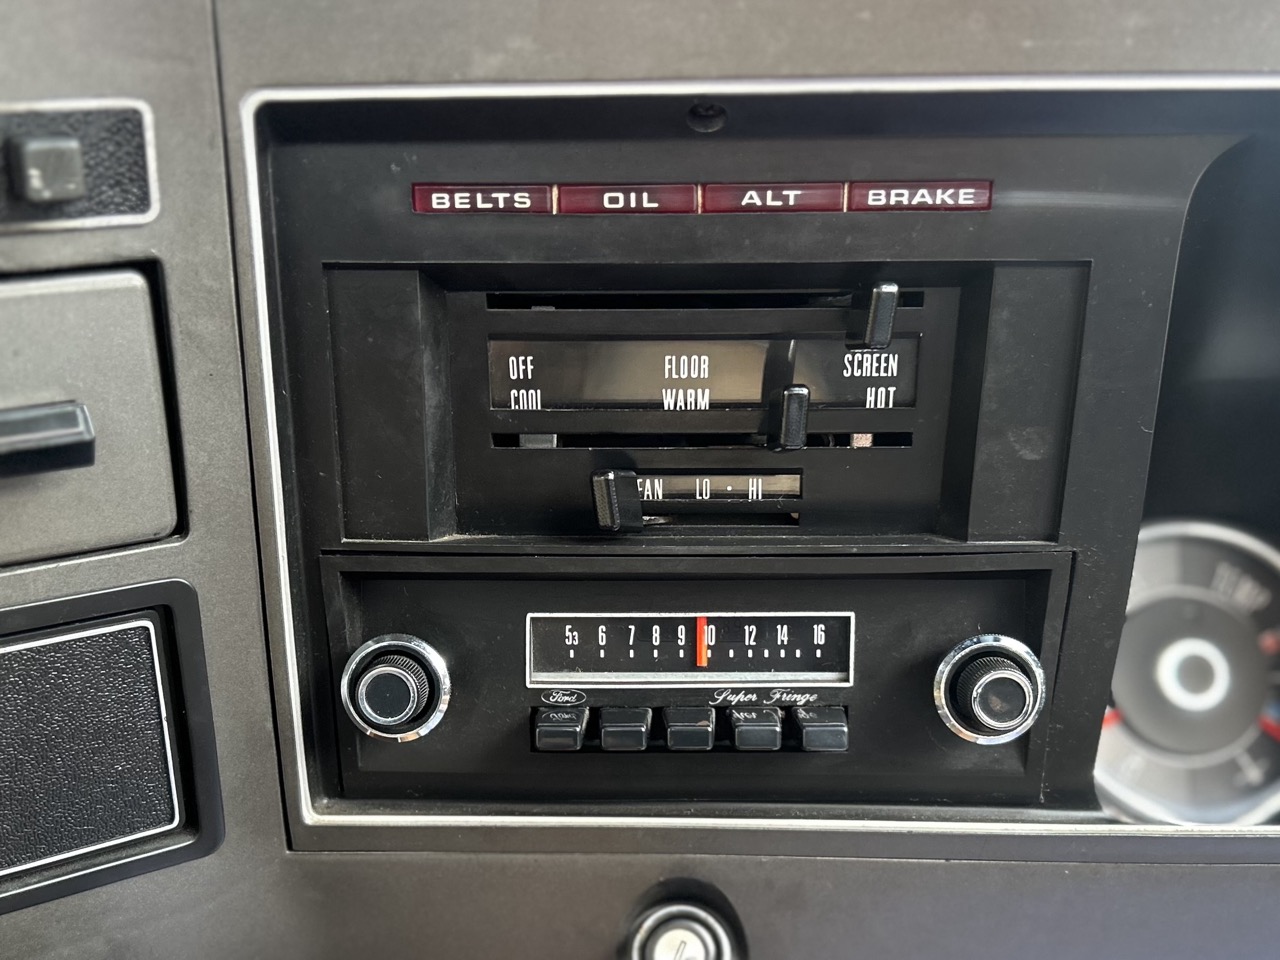 BELTS OIL ALT BRAKE
OFF FLOOR SCREEN
COOL WARM HOT
FAN LO · HI
53 6 7 8 9 10 12 14 16
Ford Super Fringe
TEMP